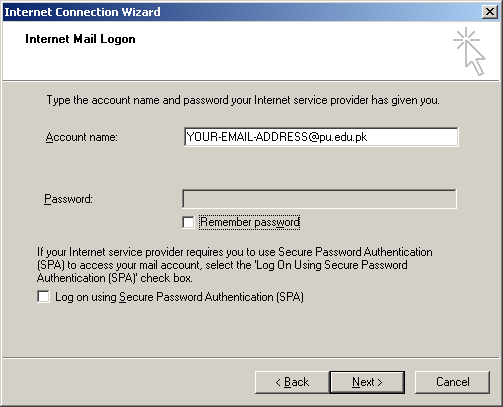 Internet Connection Wizard
Internet Mail Logon
Type the account name and password your Internet service provider has given you.
Account name:
YOUR-EMAIL-ADDRESS@pu.edu.pk
Password:
Remember password
If your Internet service provider requires you to use Secure Password Authentication
(SPA) to access your mail account, select the 'Log On Using Secure Password
Authentication (SPA)' check box.
Log on using Secure Password Authentication (SPA)
< Back
Next >
Cancel